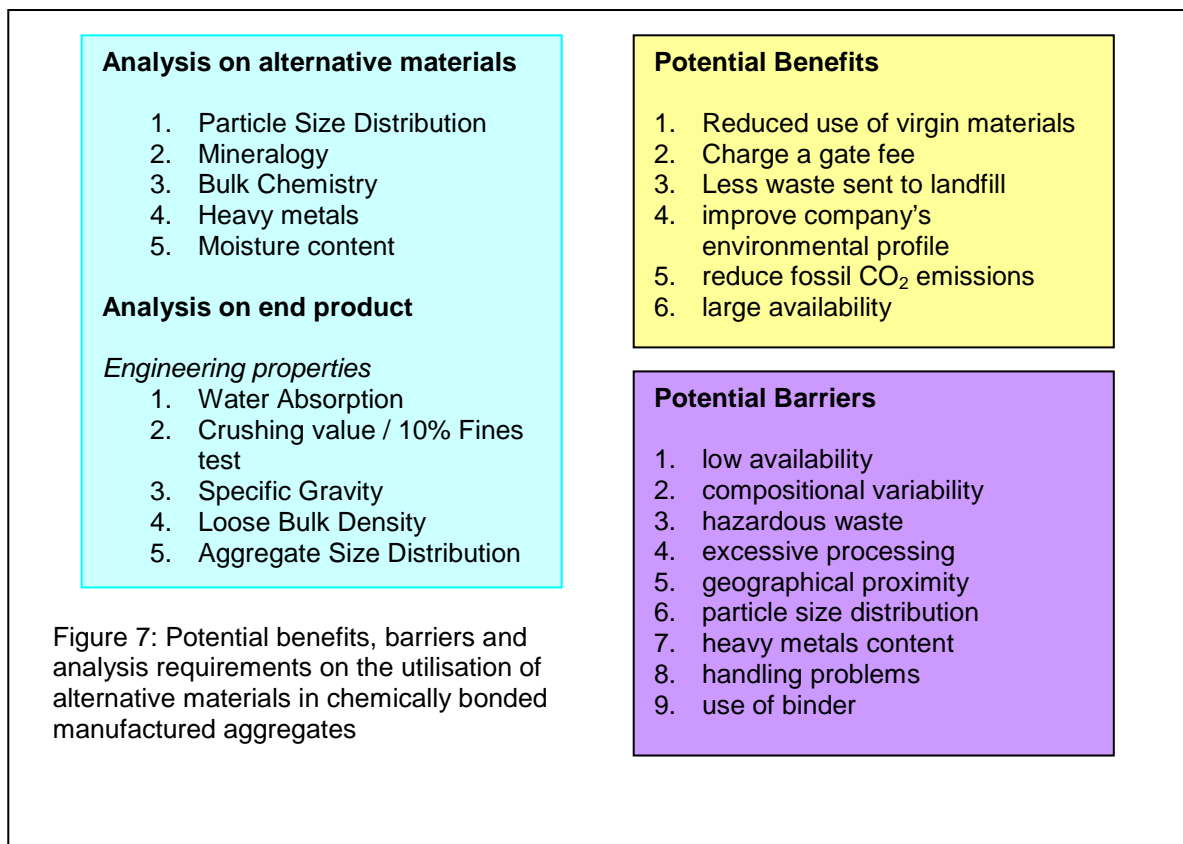 Analysis on alternative materials
1. Particle Size Distribution
2. Mineralogy
3. Bulk Chemistry
4. Heavy metals
5. Moisture content
Analysis on end product
Engineering properties
1. Water Absorption
2. Crushing value / 10% Fines
test
3. Specific Gravity
4. Loose Bulk Density
5. Aggregate Size Distribution
Figure 7: Potential benefits, barriers and
analysis requirements on the utilisation of
alternative materials in chemically bonded
manufactured aggregates
Potential Benefits
1. Reduced use of virgin materials
2. Charge a gate fee
3. Less waste sent to landfill
4. improve company’s
environmental profile
5. reduce fossil CO₂ emissions
6. large availability
Potential Barriers
1. low availability
2. compositional variability
3. hazardous waste
4. excessive processing
5. geographical proximity
6. particle size distribution
7. heavy metals content
8. handling problems
9. use of binder